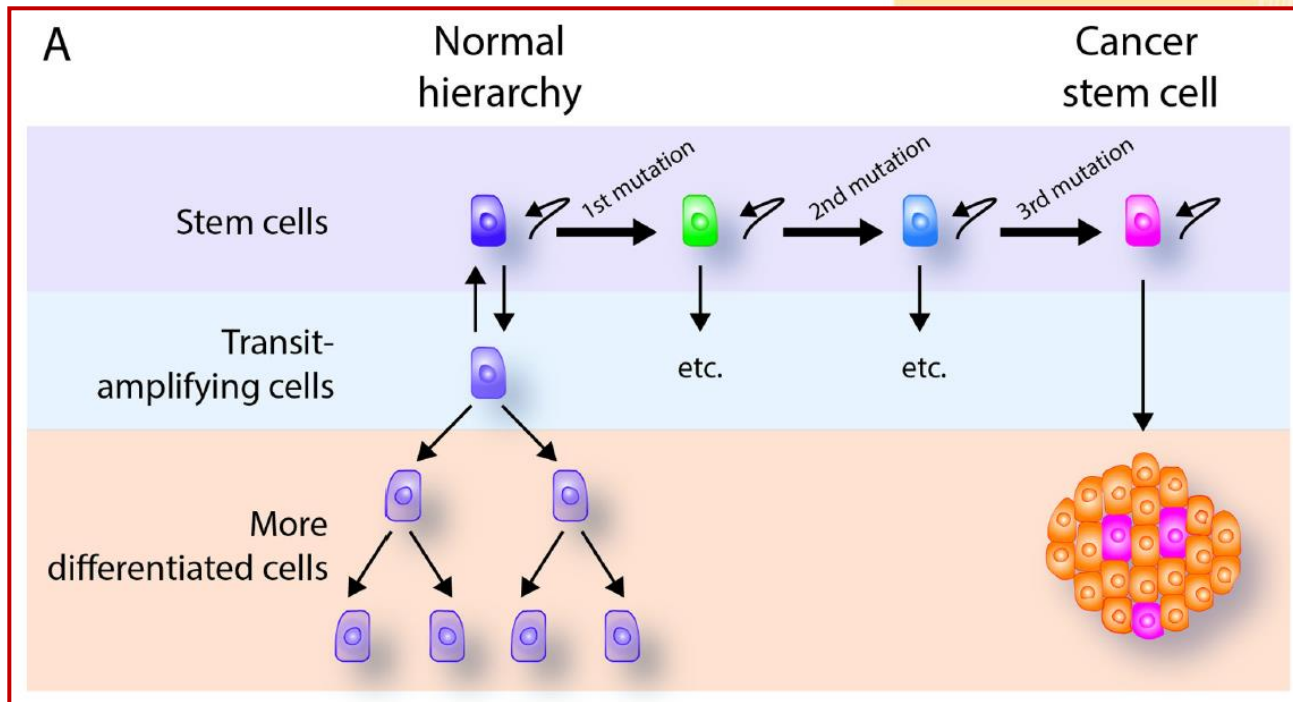 A
Normal
hierarchy
Cancer
stem cell
Stem cells
1st mutation
2nd mutation
3rd mutation
Transit-
amplifying cells
etc.
etc.
More
differentiated cells